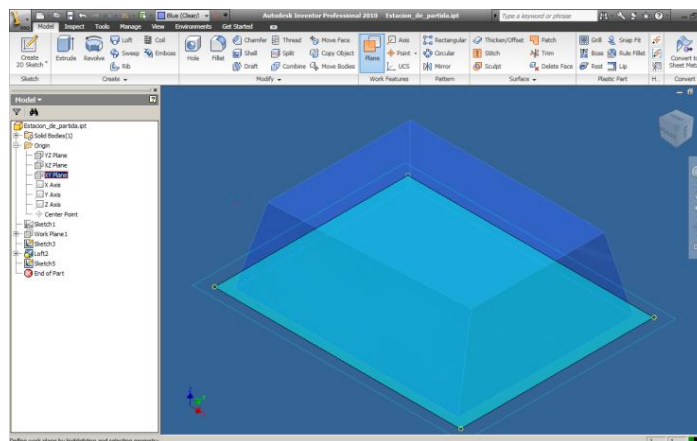 Blue (Clean)
Autodesk Inventor Professional 2010 Estacion_de_partida.ipt
Type a keyword or phrase
Model Inspect Tools Manage View Environments Get Started
Create 2D Sketch
Extrude Revolve
Loft Coil
Sweep Emboss
Rib
Hole Fillet
Chamfer Thread Move Face
Shell Split Copy Object
Draft Combine Move Bodies
Plane
Axis
Point
UCS
Rectangular
Circular
Mirror
Thicken/Offset Patch
Stitch Trim
Sculpt Delete Face
Grill Snap Fit
Boss Rule Fillet
Rest Lip
Convert to Sheet Met
Sketch Create Modify Work Features Pattern Surface Plastic Part H... Convert
Model
Estacion_de_partida.ipt
Solid Bodies(1)
Origin
YZ Plane
XZ Plane
XY Plane
X Axis
Y Axis
Z Axis
Center Point
Sketch1
Work Plane1
Sketch3
Loft2
Sketch5
End of Part